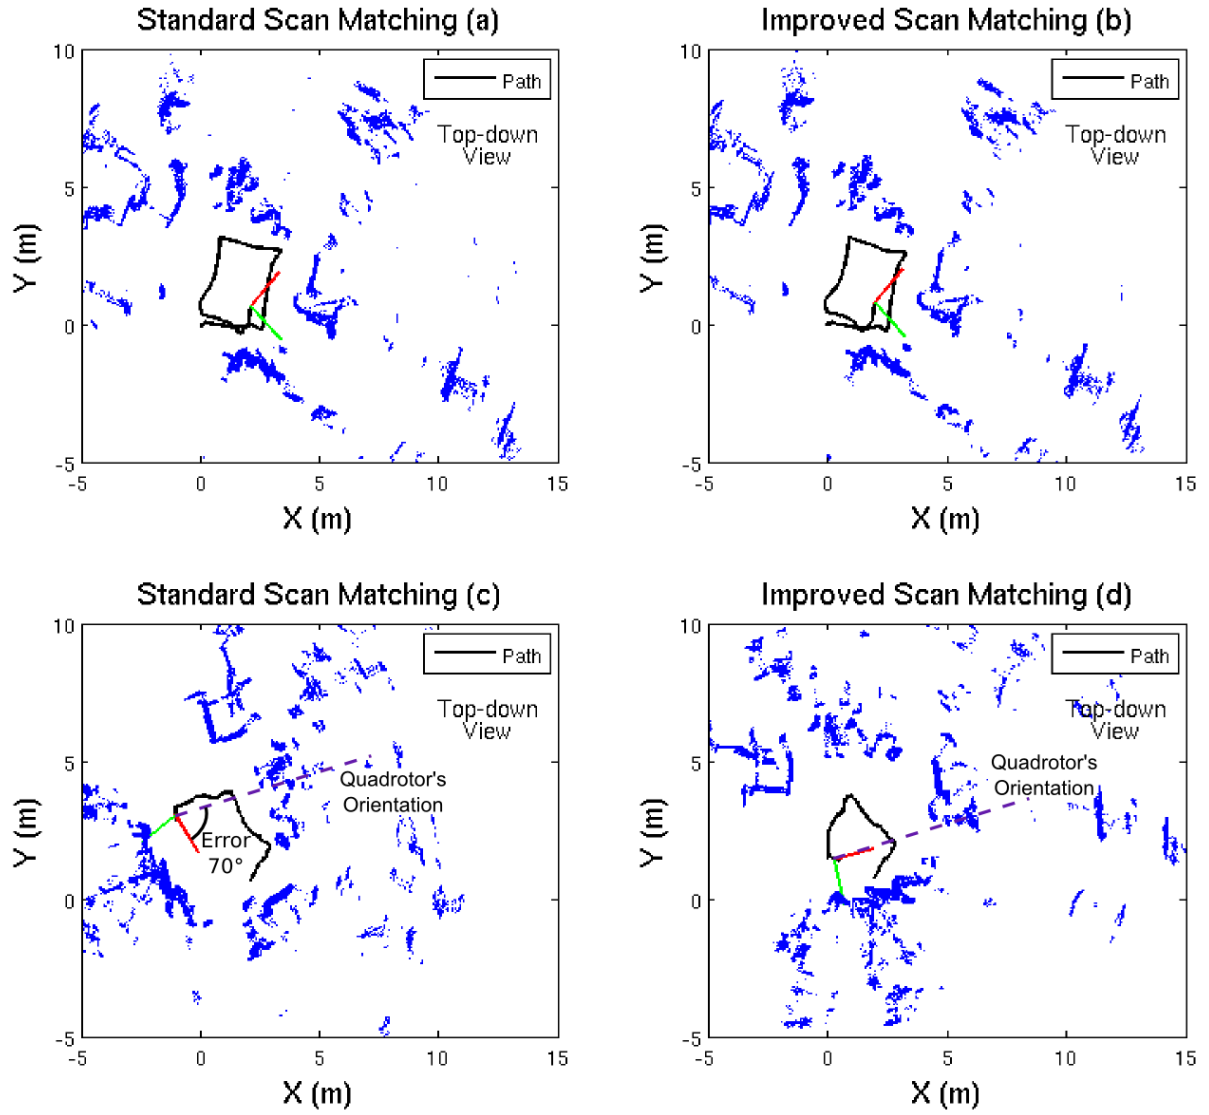 Standard Scan Matching (a)
10
5
0
-5
Y (m)
Path
Top-down
View
-5
0
5
10
15
X (m)
Improved Scan Matching (b)
10
5
0
-5
Y (m)
Path
Top-down
View
-5
0
5
10
15
X (m)
Standard Scan Matching (c)
10
5
0
-5
Y (m)
Path
Top-down
View
Quadrotor's
Orientation
Error
70°
-5
0
5
10
15
X (m)
Improved Scan Matching (d)
10
5
0
-5
Y (m)
Path
Top-down
View
Quadrotor's
Orientation
-5
0
5
10
15
X (m)